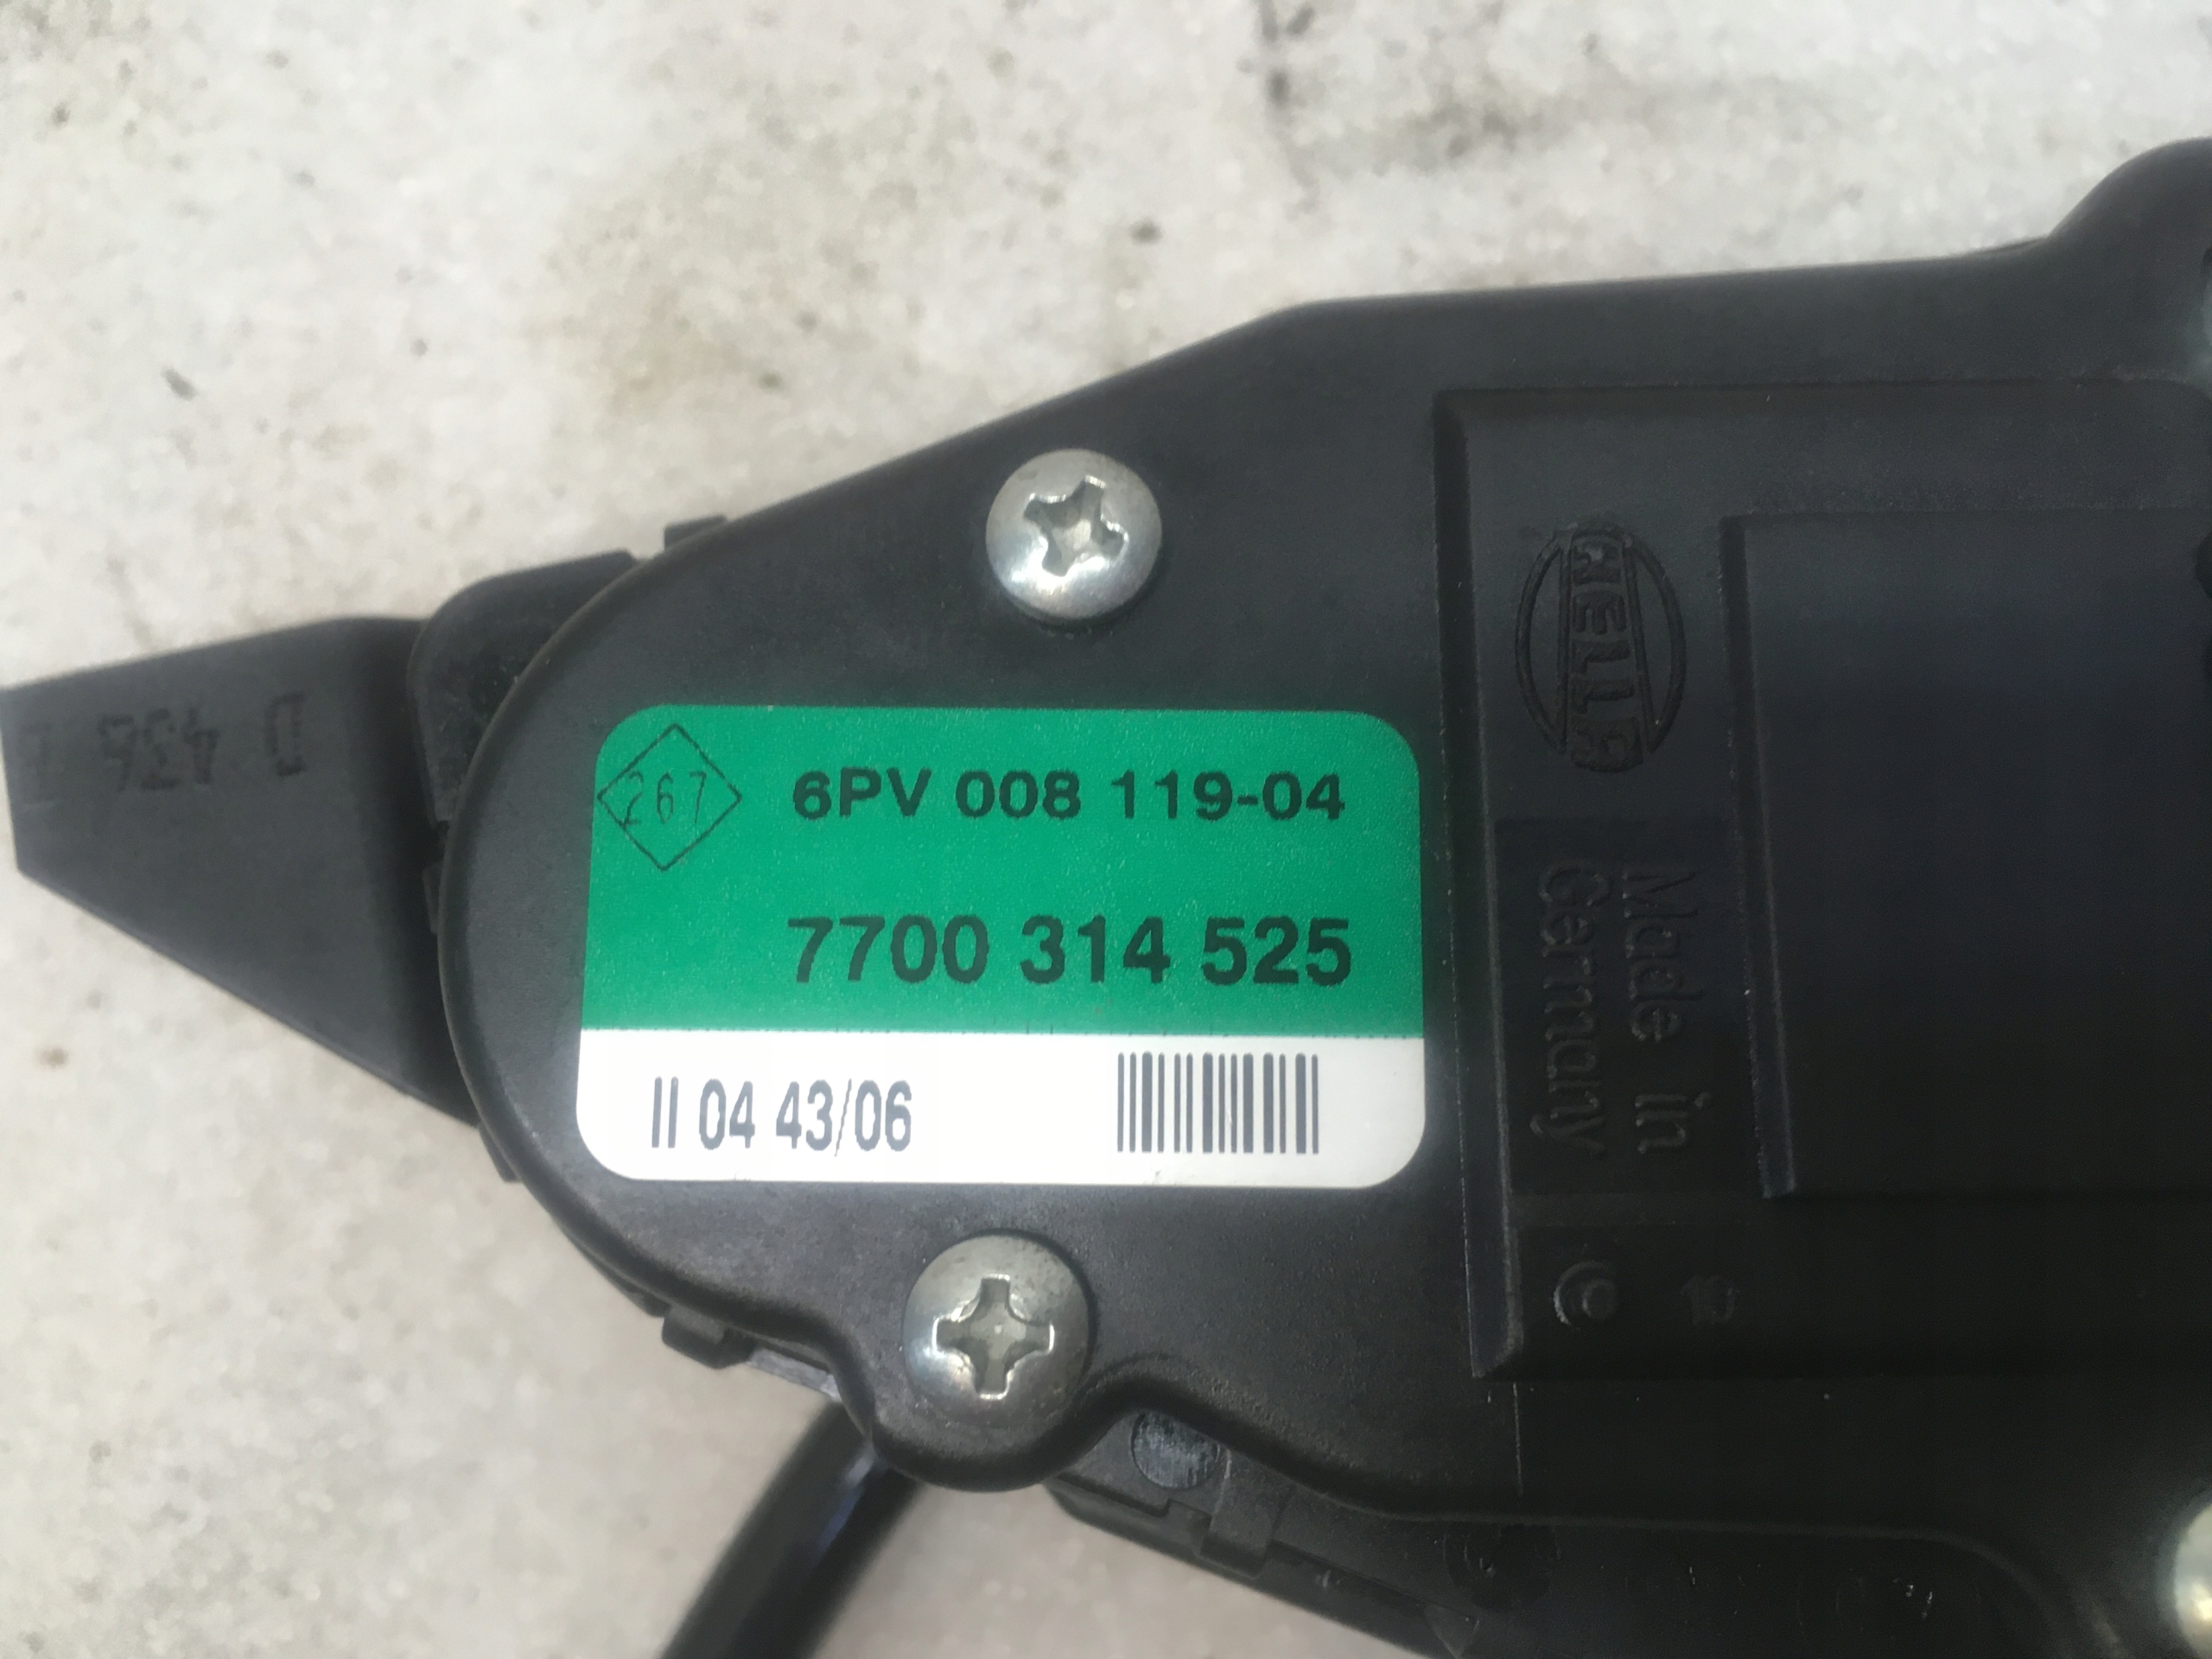 267
6PV 008 119-04
7700 314 525
II 04 43/06
HELLA
Made in
Germany
D 436